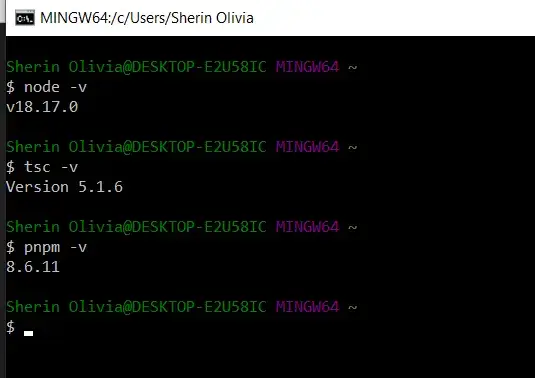 MINGW64:/c/Users/Sherin Olivia
Sherin Olivia@DESKTOP-E2U58IC MINGW64 ~
$ node -v
v18.17.0
Sherin Olivia@DESKTOP-E2U58IC MINGW64 ~
$ tsc -v
Version 5.1.6
Sherin Olivia@DESKTOP-E2U58IC MINGW64 ~
$ pnpm -v
8.6.11
Sherin Olivia@DESKTOP-E2U58IC MINGW64 ~
$